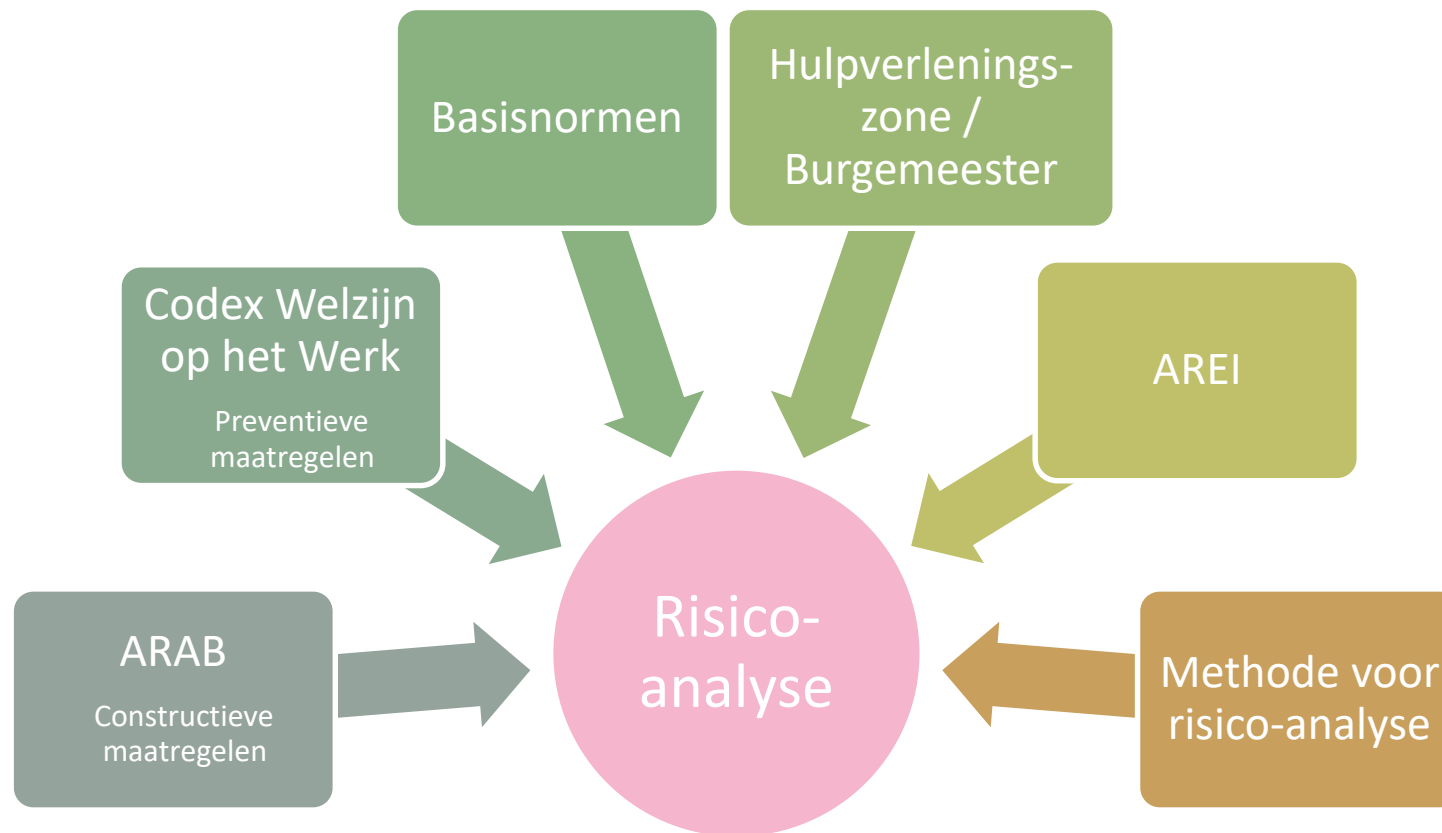 Basisnormen
Hulpverlenings-
zone /
Burgemeester
Codex Welzijn
op het Werk
Preventieve
maatregelen
AREI
ARAB
Constructieve
maatregelen
Risico-
analyse
Methode voor
risico-analyse